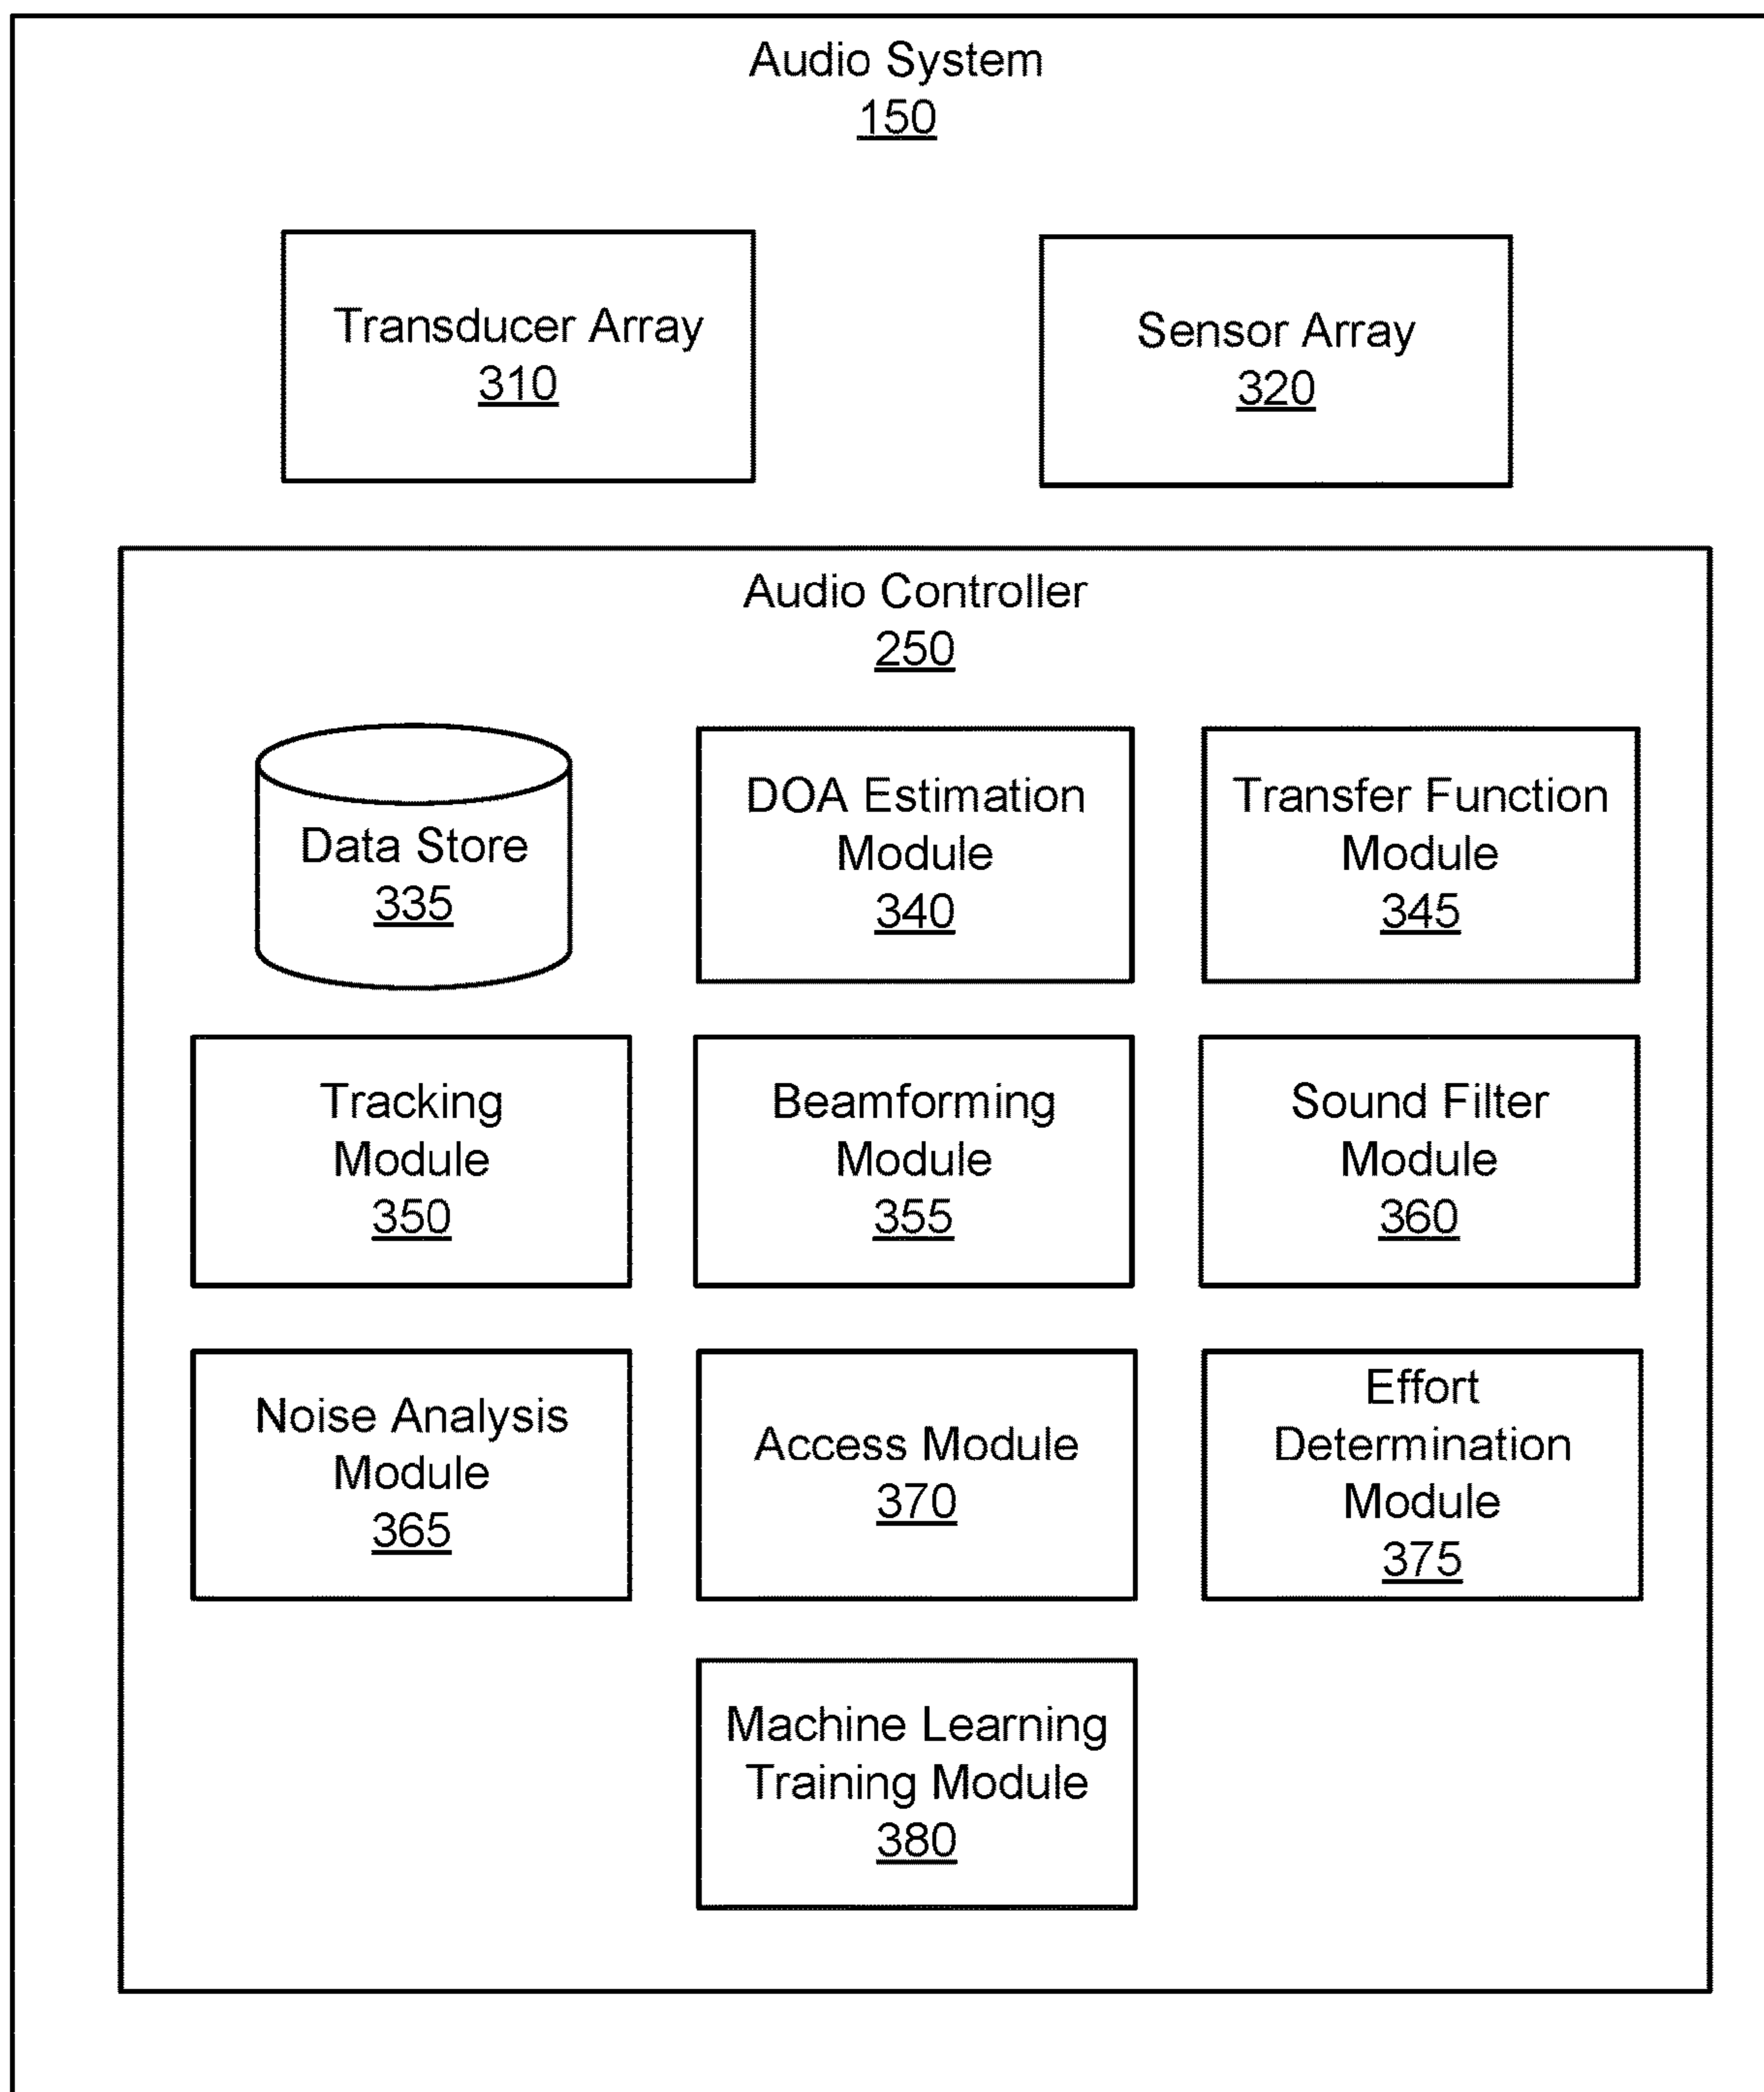 Audio System
150
Transducer Array
310
Sensor Array
320
Audio Controller
250
Data Store
335
DOA Estimation
Module
340
Transfer Function
Module
345
Tracking
Module
350
Beamforming
Module
355
Sound Filter
Module
360
Noise Analysis
Module
365
Access Module
370
Effort
Determination
Module
375
Machine Learning
Training Module
380